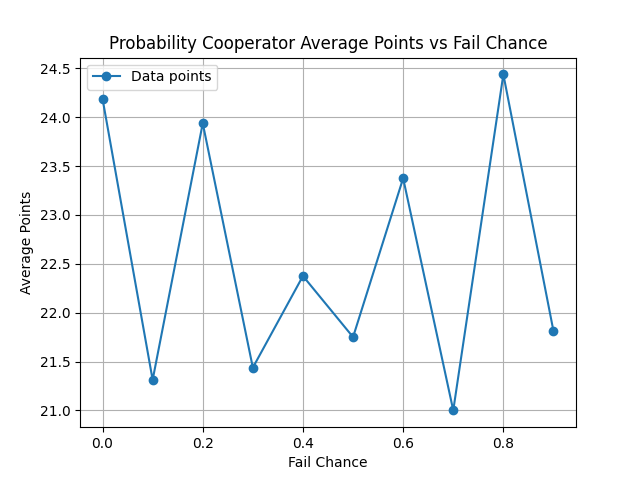 Probability Cooperator Average Points vs Fail Chance
Data points
24.5
24.0
23.5
23.0
22.5
22.0
21.5
21.0
Average Points
0.0 0.2 0.4 0.6 0.8
Fail Chance